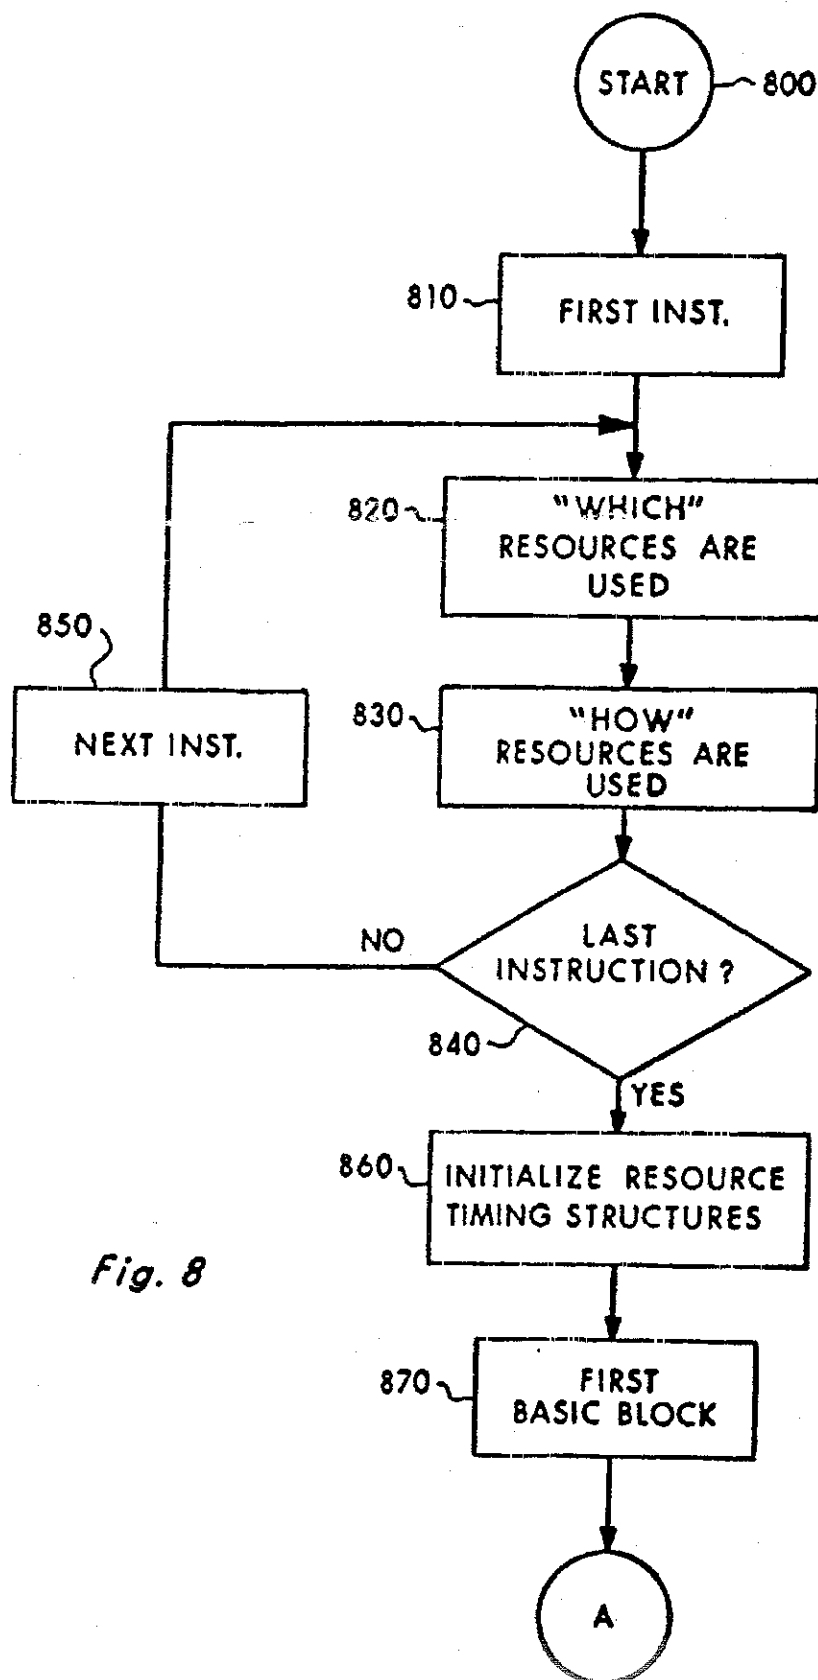 START
800
810
FIRST INST.
820
"WHICH"
RESOURCES ARE
USED
850
NEXT INST.
830
"HOW"
RESOURCES ARE
USED
NO
LAST
INSTRUCTION ?
840
YES
860
INITIALIZE RESOURCE
TIMING STRUCTURES
Fig. 8
870
FIRST
BASIC BLOCK
A